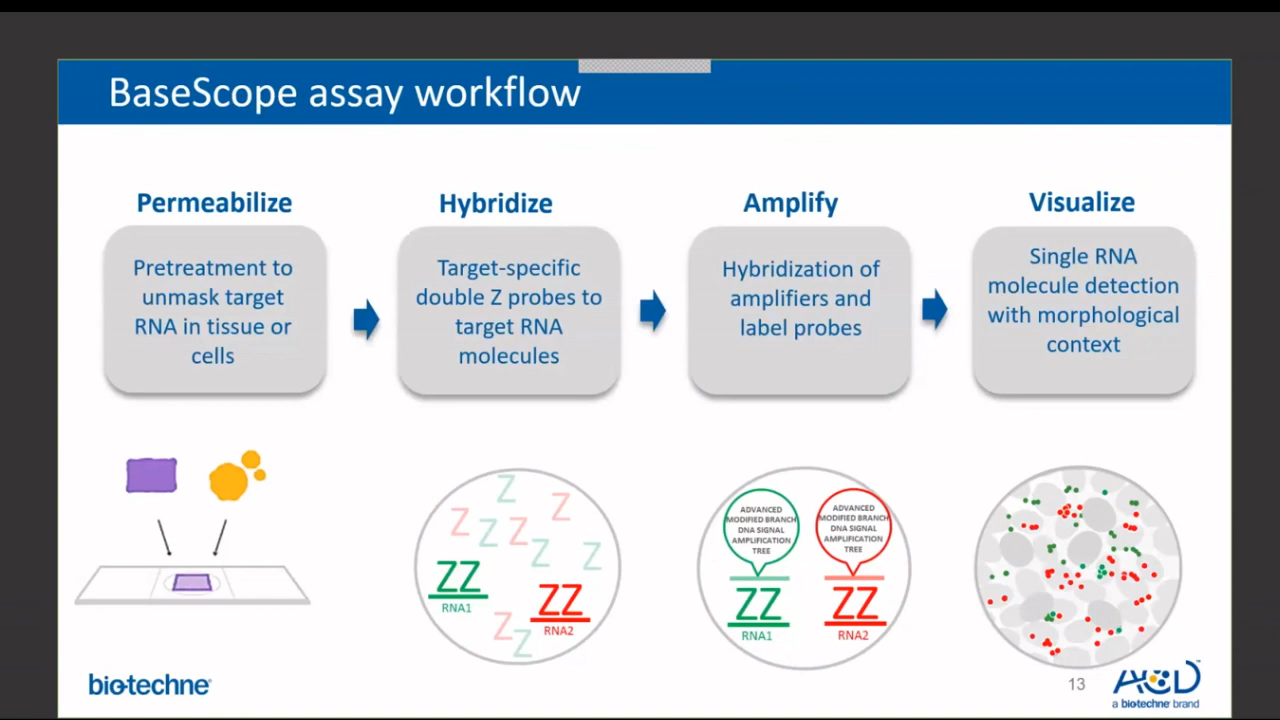 BaseScope assay workflow
Permeabilize
Pretreatment to
unmask target
RNA in tissue or
cells
Hybridize
Target-specific
double Z probes to
target RNA
molecules
Amplify
Hybridization of
amplifiers and
label probes
Visualize
Single RNA
molecule detection
with morphological
context
Z
Z
Z
Z
Z
Z
Z
ZZ
RNA1
ZZ
RNA2
Z
Z
ADVANCED
MODIFIED BRANCH
DNA SIGNAL
AMPLIFICATION
TREE
ZZ
RNA1
ADVANCED
MODIFIED BRANCH
DNA SIGNAL
AMPLIFICATION
TREE
ZZ
RNA2
bio-techne®
13
ACD™
a bio-techne brand